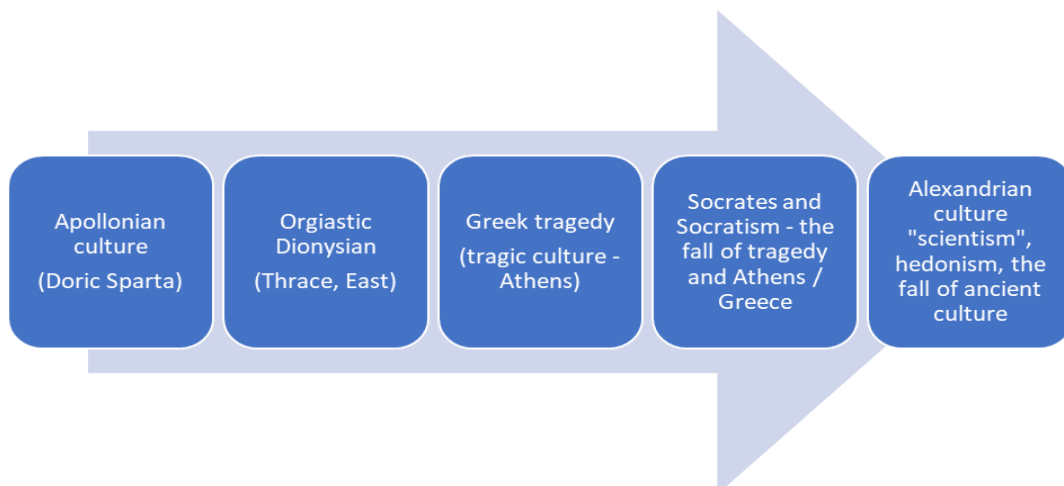 Apollonian
culture
(Doric Sparta)
Orgiastic
Dionysian
(Thrace, East)
Greek tragedy
(tragic culture -
Athens)
Socrates and
Socratism - the
fall of tragedy
and Athens /
Greece
Alexandrian
culture
"scientism",
hedonism, the
fall of ancient
culture